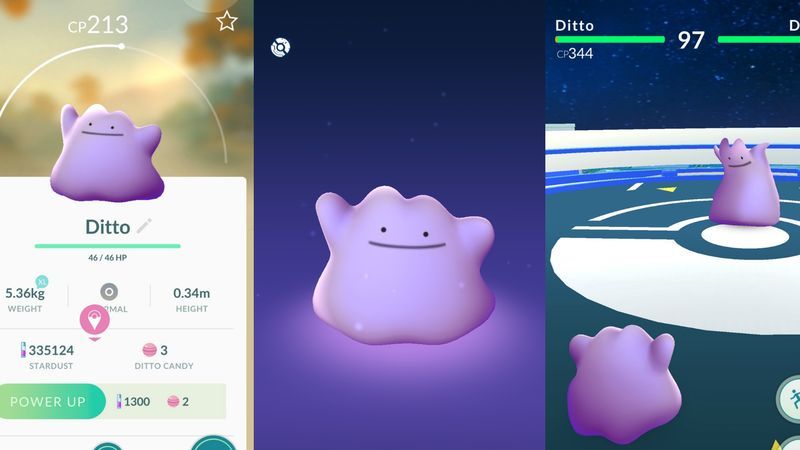 CP213
Ditto
46 / 46 HP
XL
5.36kg
0.34m
WEIGHT
HEIGHT
335124
3
STARDUST
DITTO CANDY
POWER UP
1300
2
Ditto
97
D
CP344